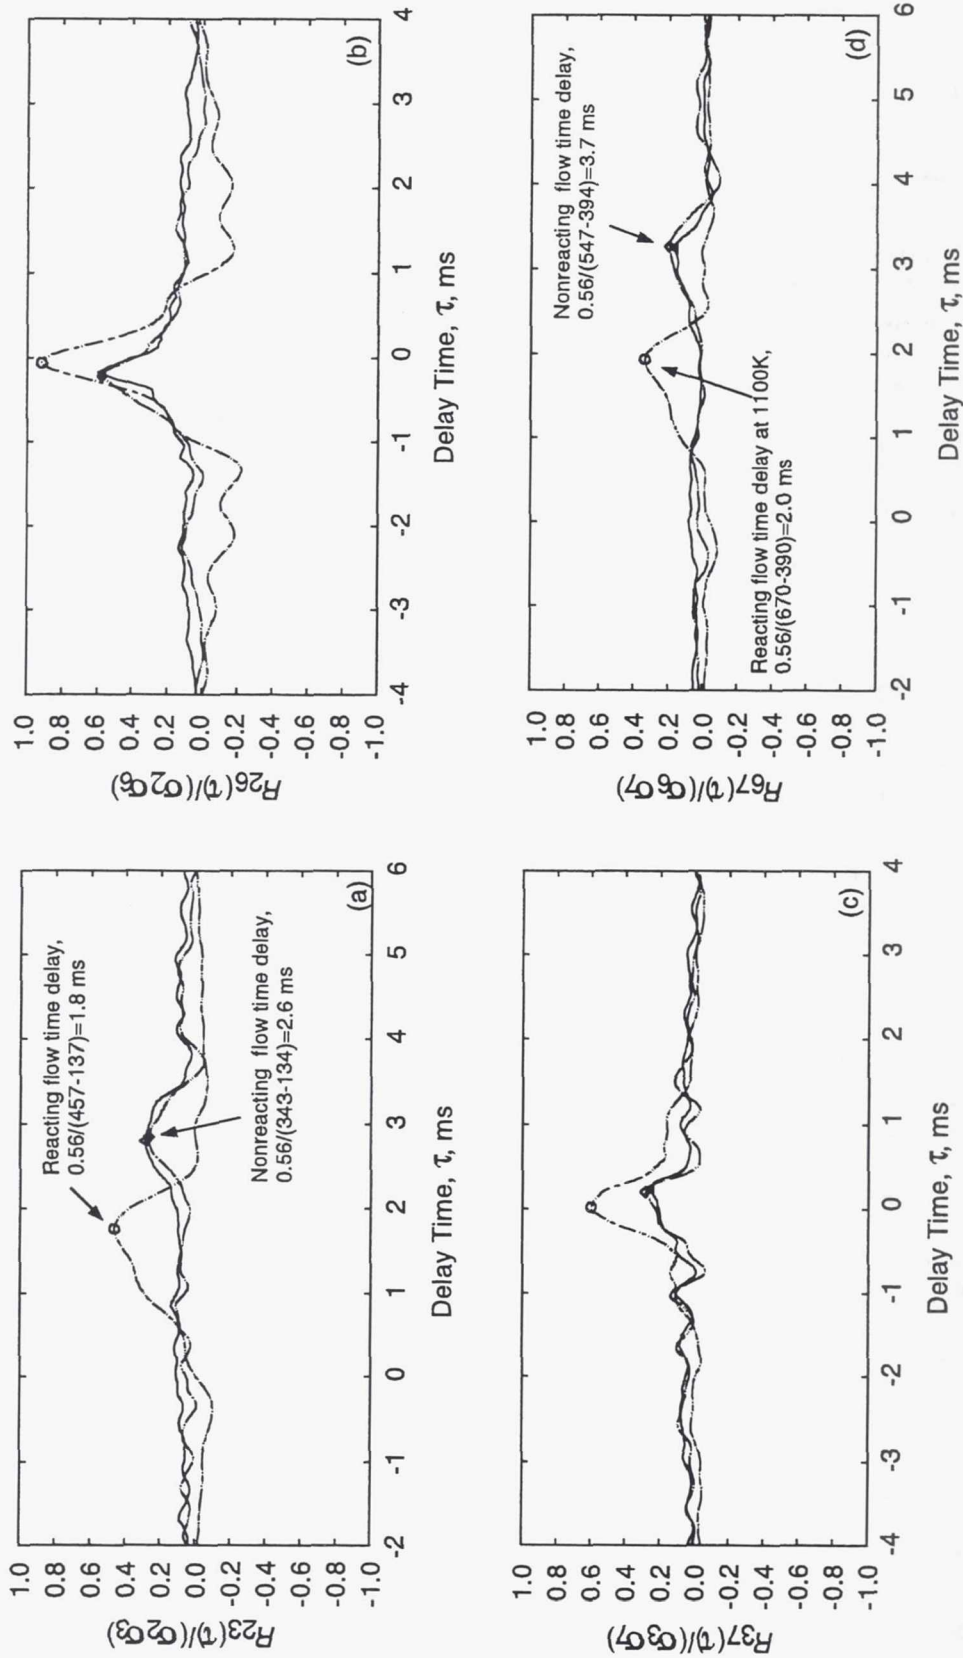 1.0
0.8
0.6
0.4
0.2
0.0
-0.2
-0.4
-0.6
-0.8
-1.0
R23(τ)/(σ2σ3)
Reacting flow time delay,
0.56/(457-137)=1.8 ms
Nonreacting flow time delay,
0.56/(343-134)=2.6 ms
(a)
-2 -1 0 1 2 3 4 5 6
Delay Time, τ, ms
1.0
0.8
0.6
0.4
0.2
0.0
-0.2
-0.4
-0.6
-0.8
-1.0
R26(τ)/(σ2σ6)
(b)
-4 -3 -2 -1 0 1 2 3 4
Delay Time, τ, ms
1.0
0.8
0.6
0.4
0.2
0.0
-0.2
-0.4
-0.6
-0.8
-1.0
R37(τ)/(σ3σ7)
(c)
-4 -3 -2 -1 0 1 2 3 4
Delay Time, τ, ms
1.0
0.8
0.6
0.4
0.2
0.0
-0.2
-0.4
-0.6
-0.8
-1.0
R67(τ)/(σ6σ7)
Nonreacting flow time delay,
0.56/(547-394)=3.7 ms
Reacting flow time delay at 1100K,
0.56/(670-390)=2.0 ms
(d)
-2 -1 0 1 2 3 4 5 6
Delay Time, τ, ms